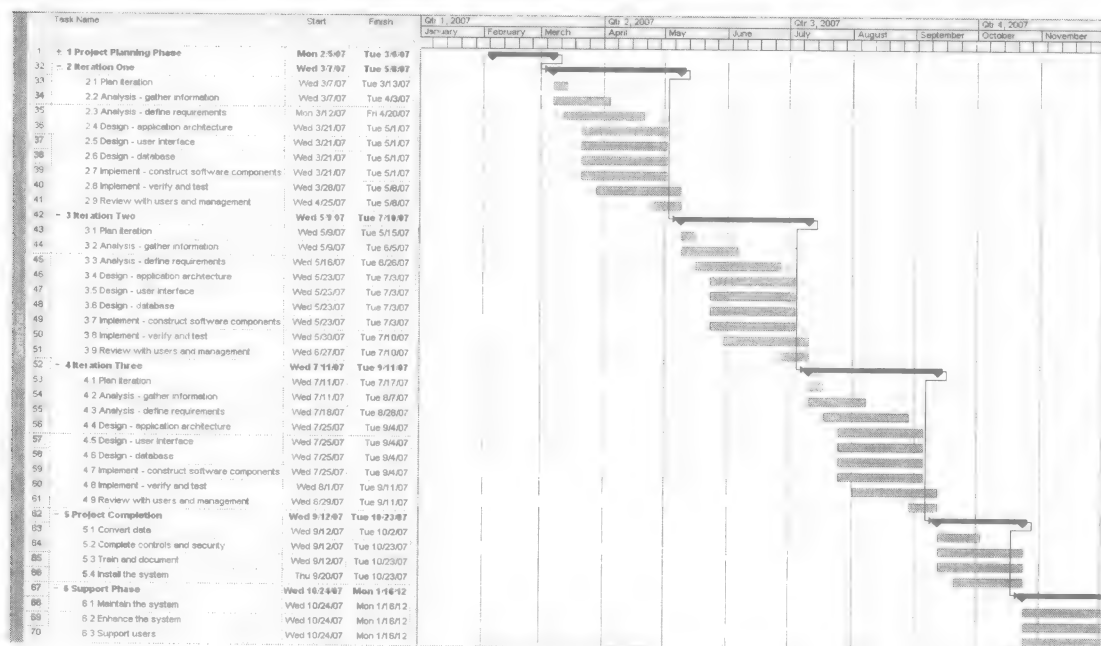 Task Name Start Finish Qtr 1, 2007 Qtr 2, 2007 Qtr 3, 2007 Qtr 4, 2007
January February March April May June July August September October November
1 + 1 Project Planning Phase Mon 2/5/07 Tue 3/6/07
32 - 2 Iteration One Wed 3/7/07 Tue 5/8/07
33 2.1 Plan iteration Wed 3/7/07 Tue 3/13/07
34 2.2 Analysis - gather information Wed 3/7/07 Tue 4/3/07
35 2.3 Analysis - define requirements Mon 3/12/07 Fri 4/20/07
36 2.4 Design - application architecture Wed 3/21/07 Tue 5/1/07
37 2.5 Design - user interface Wed 3/21/07 Tue 5/1/07
38 2.6 Design - database Wed 3/21/07 Tue 5/1/07
39 2.7 Implement - construct software components Wed 3/21/07 Tue 5/1/07
40 2.8 Implement - verify and test Wed 3/28/07 Tue 5/8/07
41 2.9 Review with users and management Wed 4/25/07 Tue 5/8/07
42 - 3 Iteration Two Wed 5/9/07 Tue 7/10/07
43 3.1 Plan iteration Wed 5/9/07 Tue 5/15/07
44 3.2 Analysis - gather information Wed 5/9/07 Tue 6/5/07
45 3.3 Analysis - define requirements Wed 5/16/07 Tue 6/26/07
46 3.4 Design - application architecture Wed 5/23/07 Tue 7/3/07
47 3.5 Design - user interface Wed 5/23/07 Tue 7/3/07
48 3.6 Design - database Wed 5/23/07 Tue 7/3/07
49 3.7 Implement - construct software components Wed 5/23/07 Tue 7/3/07
50 3.8 Implement - verify and test Wed 5/30/07 Tue 7/10/07
51 3.9 Review with users and management Wed 6/27/07 Tue 7/10/07
52 - 4 Iteration Three Wed 7/11/07 Tue 9/11/07
53 4.1 Plan iteration Wed 7/11/07 Tue 7/17/07
54 4.2 Analysis - gather information Wed 7/11/07 Tue 8/7/07
55 4.3 Analysis - define requirements Wed 7/18/07 Tue 8/28/07
56 4.4 Design - application architecture Wed 7/25/07 Tue 9/4/07
57 4.5 Design - user interface Wed 7/25/07 Tue 9/4/07
58 4.6 Design - database Wed 7/25/07 Tue 9/4/07
59 4.7 Implement - construct software components Wed 7/25/07 Tue 9/4/07
60 4.8 Implement - verify and test Wed 8/1/07 Tue 9/11/07
61 4.9 Review with users and management Wed 8/29/07 Tue 9/11/07
62 - 5 Project Completion Wed 9/12/07 Tue 10/23/07
63 5.1 Convert data Wed 9/12/07 Tue 10/2/07
64 5.2 Complete controls and security Wed 9/12/07 Tue 10/23/07
65 5.3 Train and document Wed 9/12/07 Tue 10/23/07
66 5.4 Install the system Thu 9/20/07 Tue 10/23/07
67 - 6 Support Phase Wed 10/24/07 Mon 1/16/12
68 6.1 Maintain the system Wed 10/24/07 Mon 1/16/12
69 6.2 Enhance the system Wed 10/24/07 Mon 1/16/12
70 6.3 Support users Wed 10/24/07 Mon 1/16/12